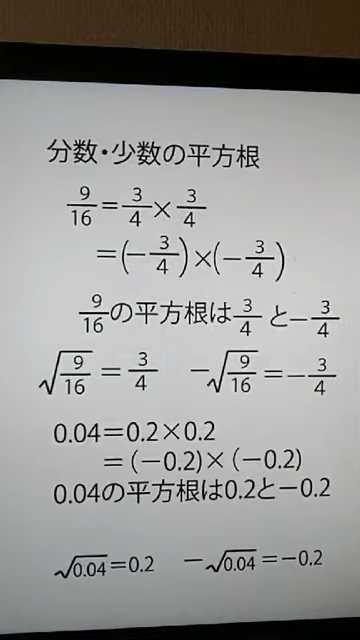 分数・少数の平方根
9/16 = 3/4 × 3/4
= (− 3/4) × (− 3/4)
9/16の平方根は 3/4 と − 3/4
√(9/16) = 3/4  −√(9/16) = − 3/4
0.04=0.2×0.2
= (−0.2)× (−0.2)
0.04の平方根は0.2と−0.2
√0.04=0.2  −√0.04=−0.2